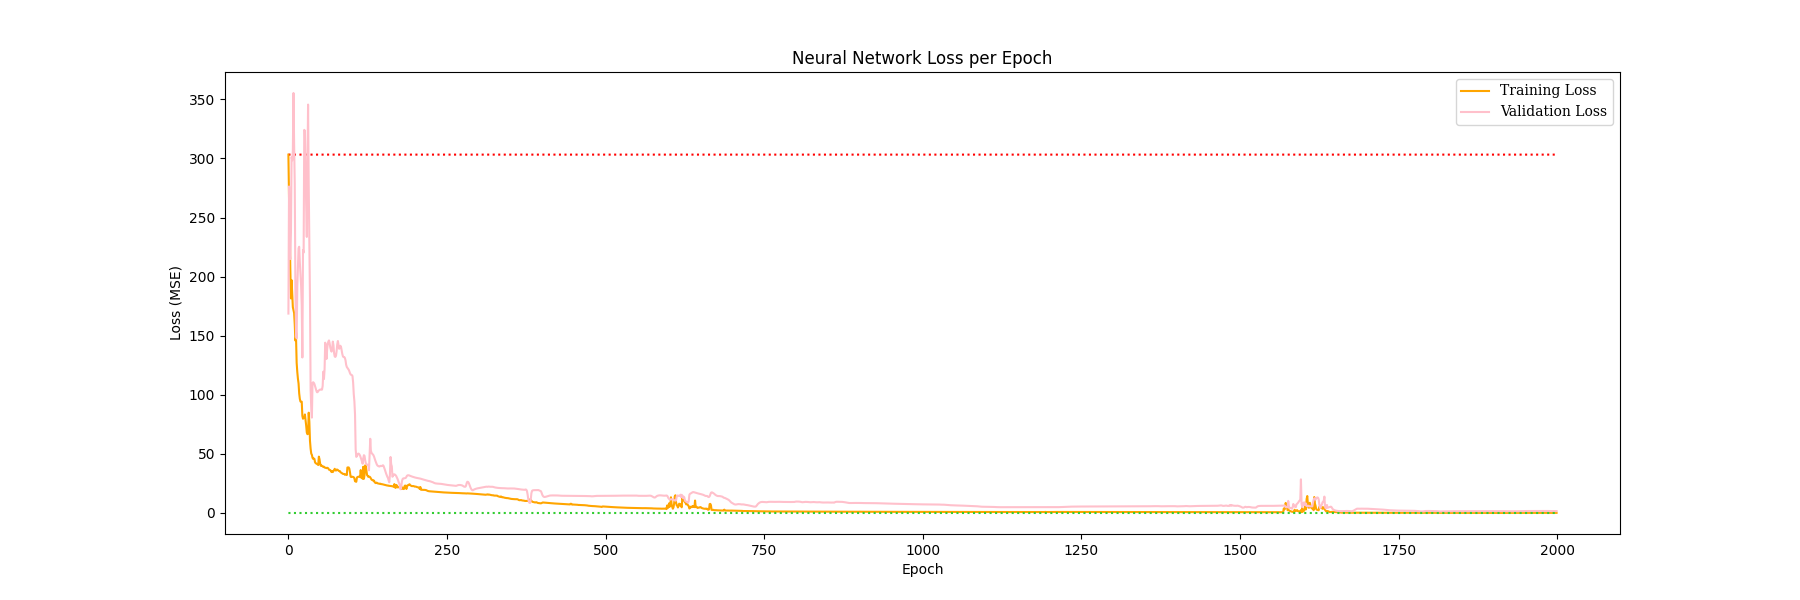 Neural Network Loss per Epoch
Training Loss
Validation Loss
350
300
250
200
150
100
50
0
Loss (MSE)
0 250 500 750 1000 1250 1500 1750 2000
Epoch